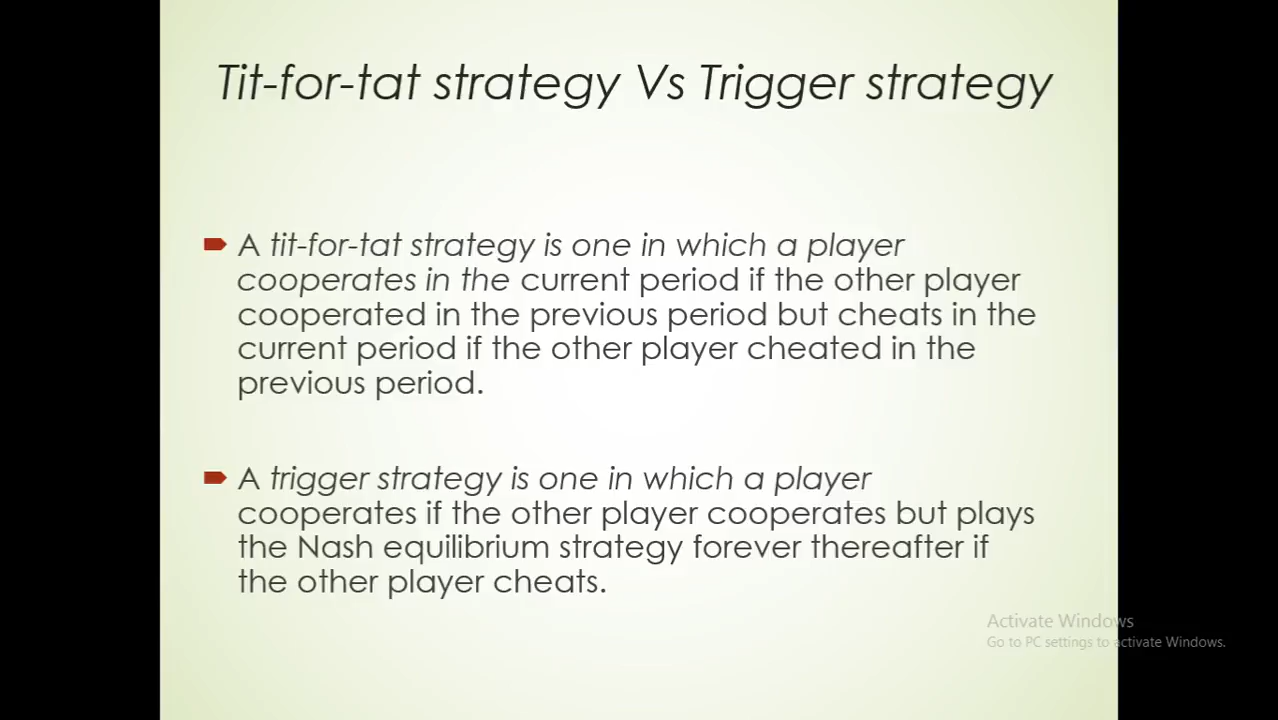 Tit-for-tat strategy Vs Trigger strategy
A tit-for-tat strategy is one in which a player
cooperates in the current period if the other player
cooperated in the previous period but cheats in the
current period if the other player cheated in the
previous period.
A trigger strategy is one in which a player
cooperates if the other player cooperates but plays
the Nash equilibrium strategy forever thereafter if
the other player cheats.
Activate Windows
Go to PC settings to activate Windows.